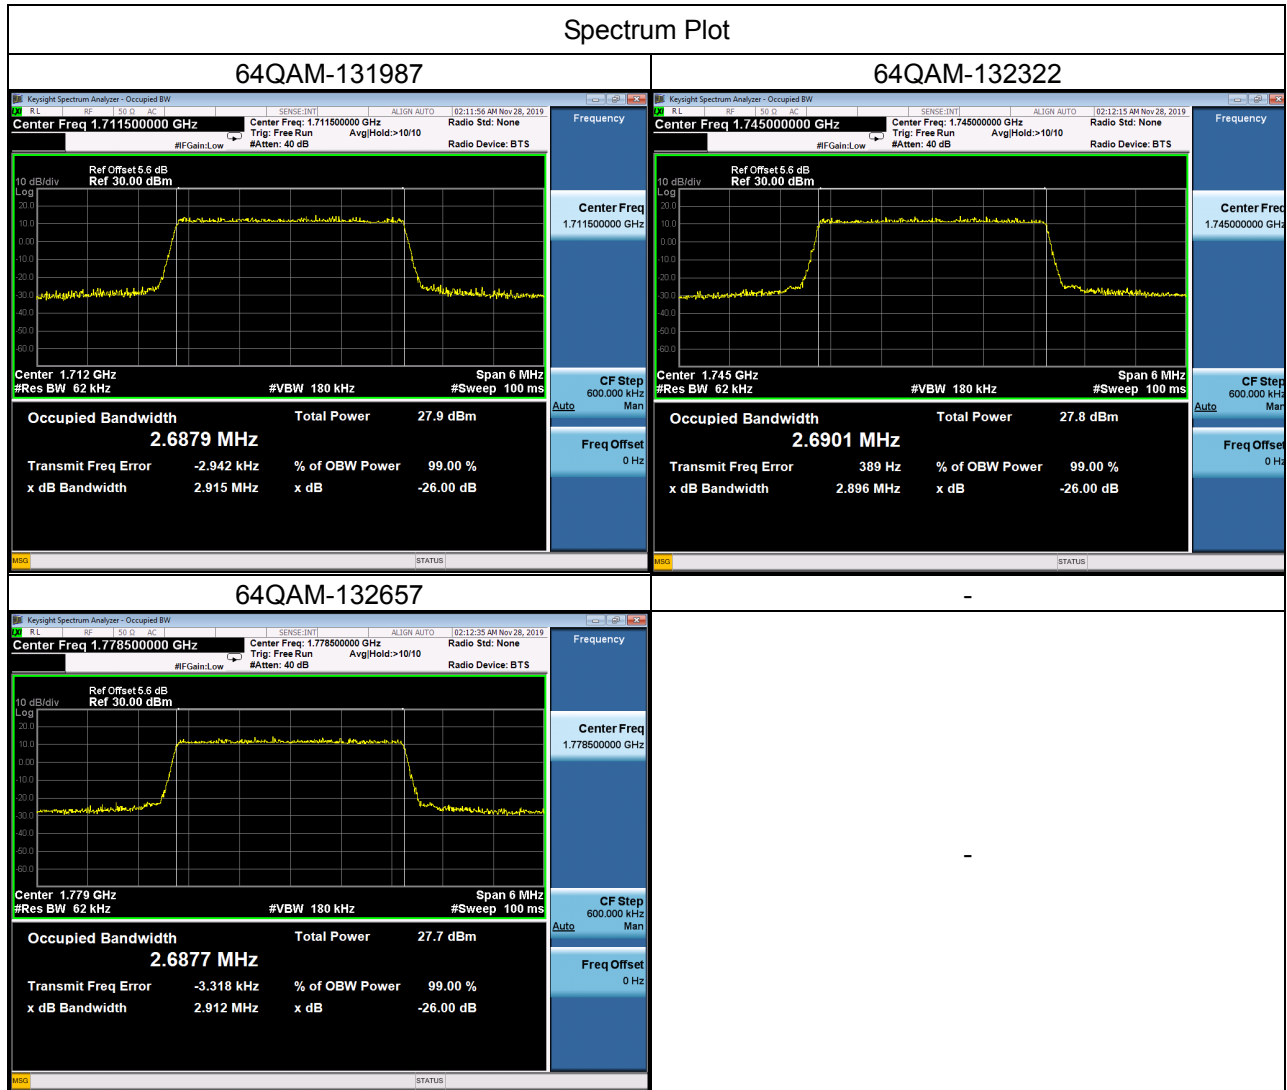 Spectrum Plot
64QAM-131987
64QAM-132322
Keysight Spectrum Analyzer - Occupied BW
LXI RL RF 50 Ω AC SENSE:INT ALIGN AUTO 02:11:56 AM Nov 28, 2019
Center Freq 1.711500000 GHz
Center Freq: 1.711500000 GHz
Radio Std: None
Trig: Free Run
Avg|Hold:>10/10
#IFGain:Low
#Atten: 40 dB
Radio Device: BTS
Ref Offset 5.6 dB
10 dB/div
Ref 30.00 dBm
Log
20.0
10.0
0.00
-10.0
-20.0
-30.0
-40.0
-50.0
-60.0
Center 1.712 GHz
Span 6 MHz
#Res BW 62 kHz
#VBW 180 kHz
#Sweep 100 ms
Occupied Bandwidth
Total Power
27.9 dBm
2.6879 MHz
Transmit Freq Error
-2.942 kHz
% of OBW Power
99.00 %
x dB Bandwidth
2.915 MHz
x dB
-26.00 dB
MSG
STATUS
Frequency
Center Freq
1.711500000 GHz
CF Step
600.000 kHz
Auto
Man
Freq Offset
0 Hz
Keysight Spectrum Analyzer - Occupied BW
LXI RL RF 50 Ω AC SENSE:INT ALIGN AUTO 02:12:15 AM Nov 28, 2019
Center Freq 1.745000000 GHz
Center Freq: 1.745000000 GHz
Radio Std: None
Trig: Free Run
Avg|Hold:>10/10
#IFGain:Low
#Atten: 40 dB
Radio Device: BTS
Ref Offset 5.6 dB
10 dB/div
Ref 30.00 dBm
Log
20.0
10.0
0.00
-10.0
-20.0
-30.0
-40.0
-50.0
-60.0
Center 1.745 GHz
Span 6 MHz
#Res BW 62 kHz
#VBW 180 kHz
#Sweep 100 ms
Occupied Bandwidth
Total Power
27.8 dBm
2.6901 MHz
Transmit Freq Error
389 Hz
% of OBW Power
99.00 %
x dB Bandwidth
2.896 MHz
x dB
-26.00 dB
MSG
STATUS
Frequency
Center Freq
1.745000000 GHz
CF Step
600.000 kHz
Auto
Man
Freq Offset
0 Hz
64QAM-132657
-
Keysight Spectrum Analyzer - Occupied BW
LXI RL RF 50 Ω AC SENSE:INT ALIGN AUTO 02:12:35 AM Nov 28, 2019
Center Freq 1.778500000 GHz
Center Freq: 1.778500000 GHz
Radio Std: None
Trig: Free Run
Avg|Hold:>10/10
#IFGain:Low
#Atten: 40 dB
Radio Device: BTS
Ref Offset 5.6 dB
10 dB/div
Ref 30.00 dBm
Log
20.0
10.0
0.00
-10.0
-20.0
-30.0
-40.0
-50.0
-60.0
Center 1.779 GHz
Span 6 MHz
#Res BW 62 kHz
#VBW 180 kHz
#Sweep 100 ms
Occupied Bandwidth
Total Power
27.7 dBm
2.6877 MHz
Transmit Freq Error
-3.318 kHz
% of OBW Power
99.00 %
x dB Bandwidth
2.912 MHz
x dB
-26.00 dB
MSG
STATUS
Frequency
Center Freq
1.778500000 GHz
CF Step
600.000 kHz
Auto
Man
Freq Offset
0 Hz
-